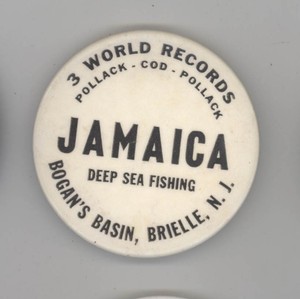 3 WORLD RECORDS
POLLACK - COD - POLLACK
JAMAICA
DEEP SEA FISHING
BOGAN'S BASIN, BRIELLE, N. J.